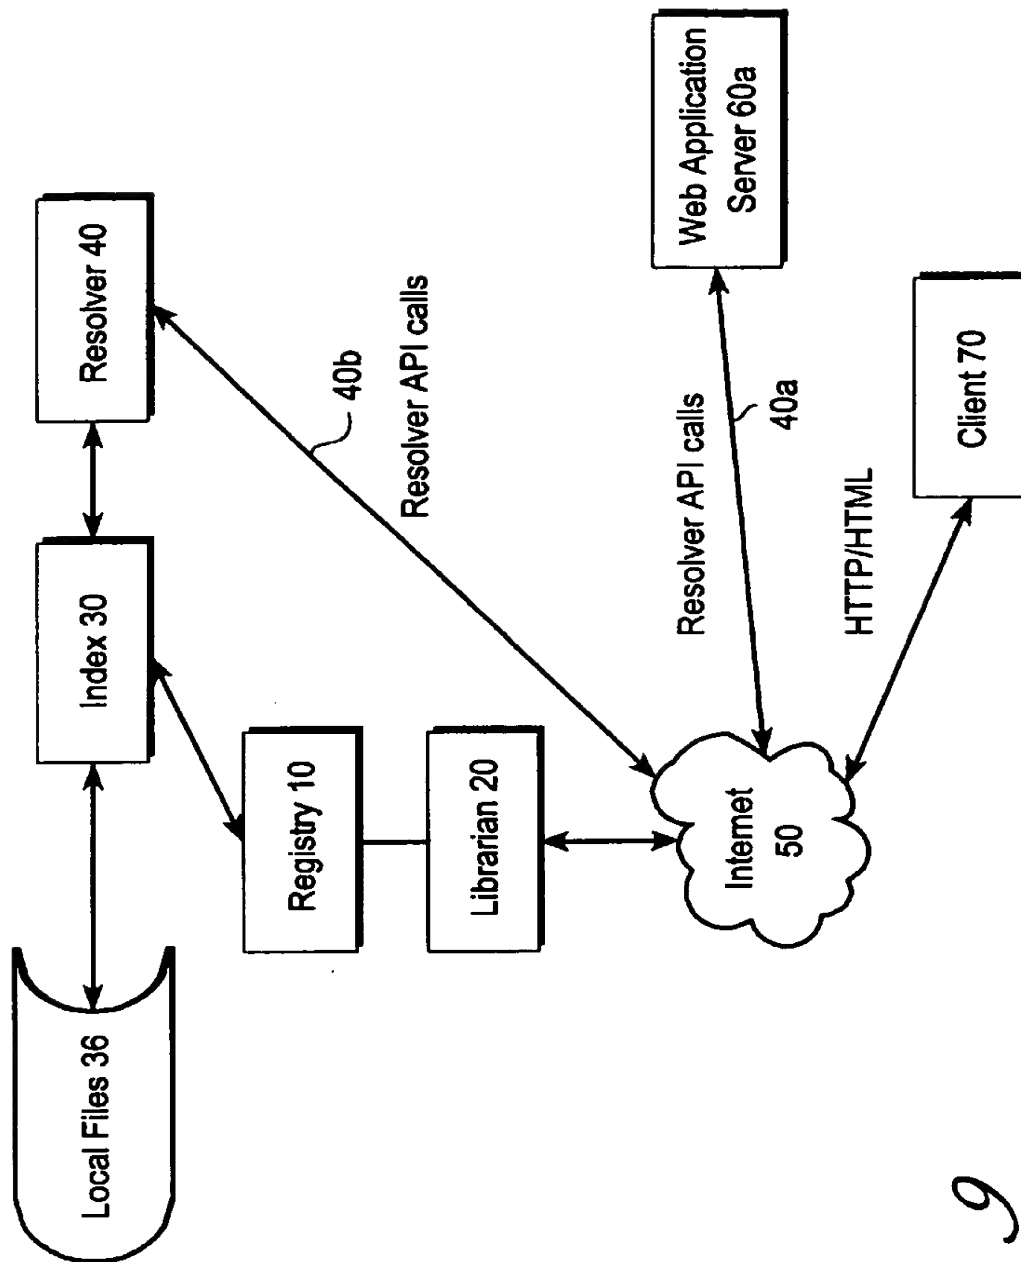 Local Files 36
Index 30
Resolver 40
Registry 10
Librarian 20
40b
Resolver API calls
Internet
50
Resolver API calls
40a
Web Application
Server 60a
HTTP/HTML
Client 70
9